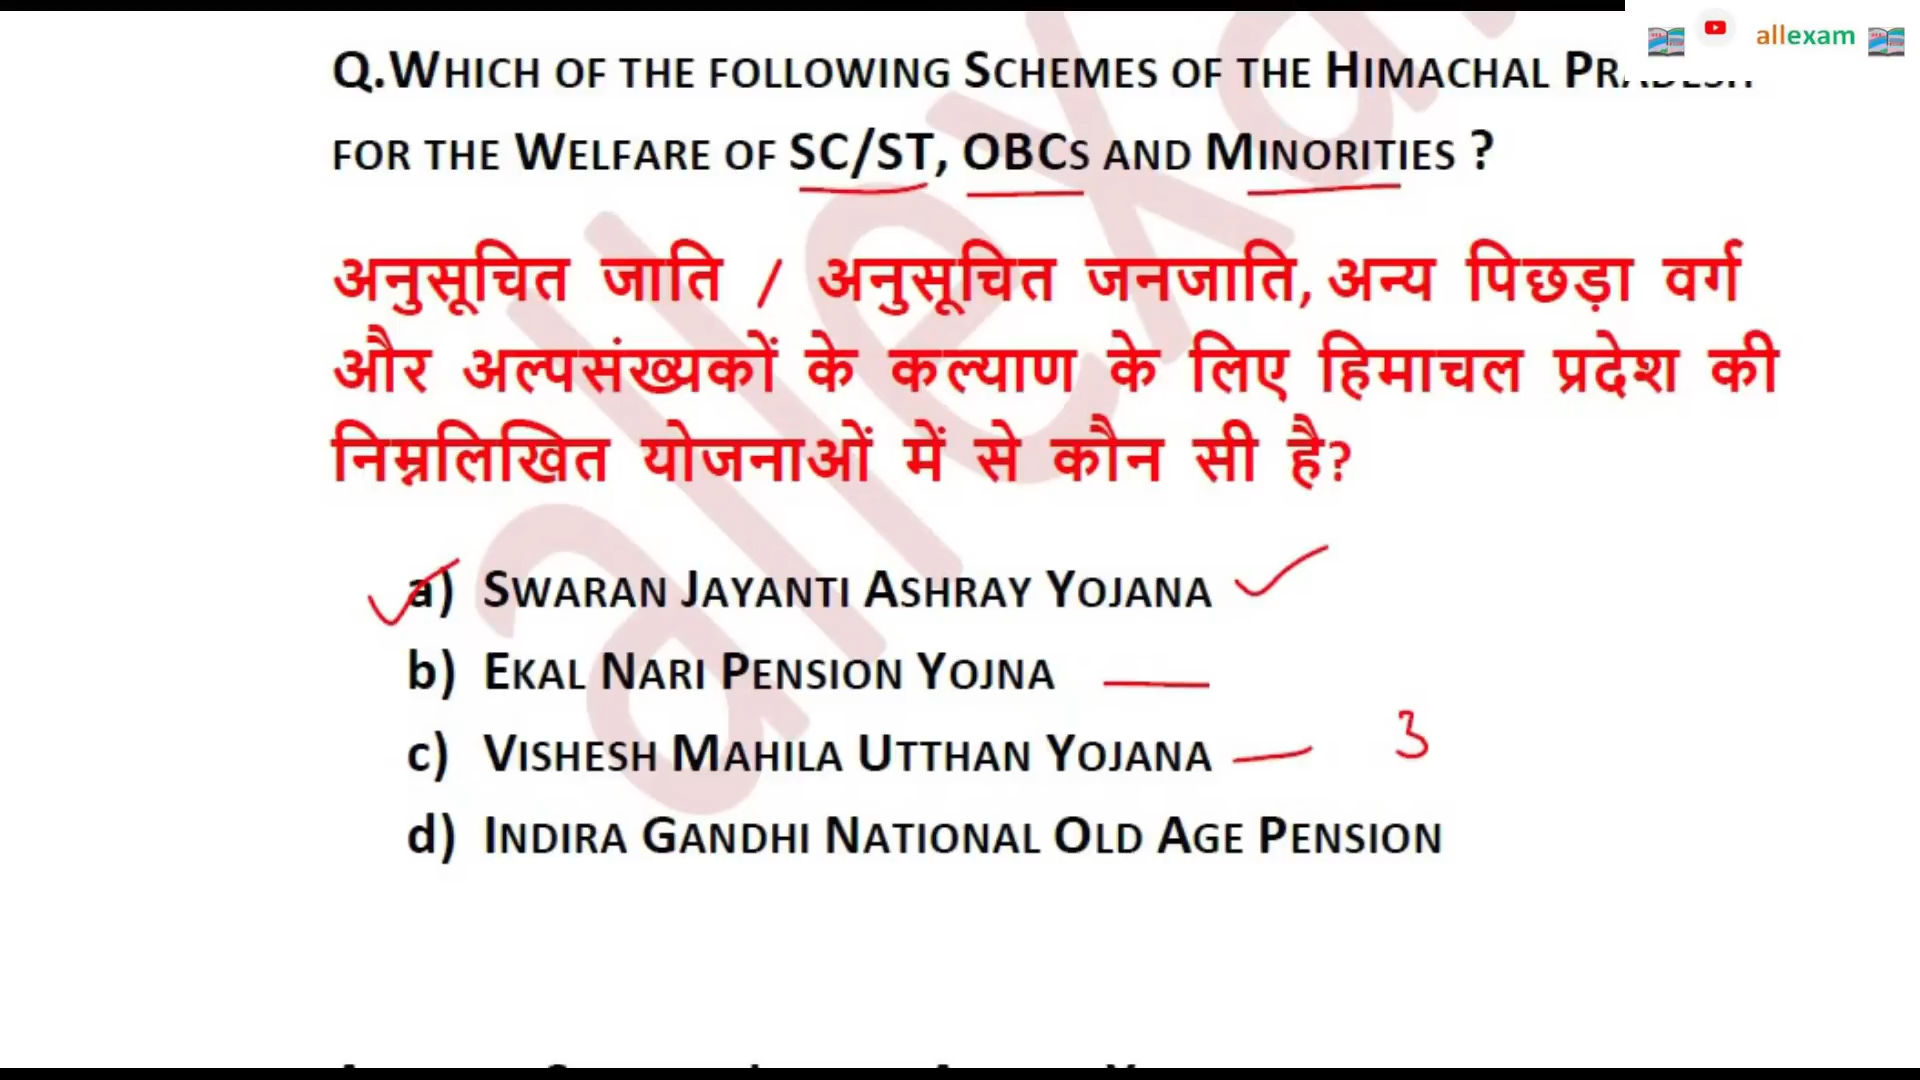 allexam
Q.WHICH OF THE FOLLOWING SCHEMES OF THE HIMACHAL
FOR THE WELFARE OF SC/ST, OBCS AND MINORITIES ?
अनुसूचित जाति / अनुसूचित जनजाति, अन्य पिछड़ा वर्ग
और अल्पसंख्यकों के कल्याण के लिए हिमाचल प्रदेश की
निम्नलिखित योजनाओं में से कौन सी है?
a) SWARAN JAYANTI ASHRAY YOJANA
b) EKAL NARI PENSION YOJNA
c) VISHESH MAHILA UTTHAN YOJANA 3
d) INDIRA GANDHI NATIONAL OLD AGE PENSION